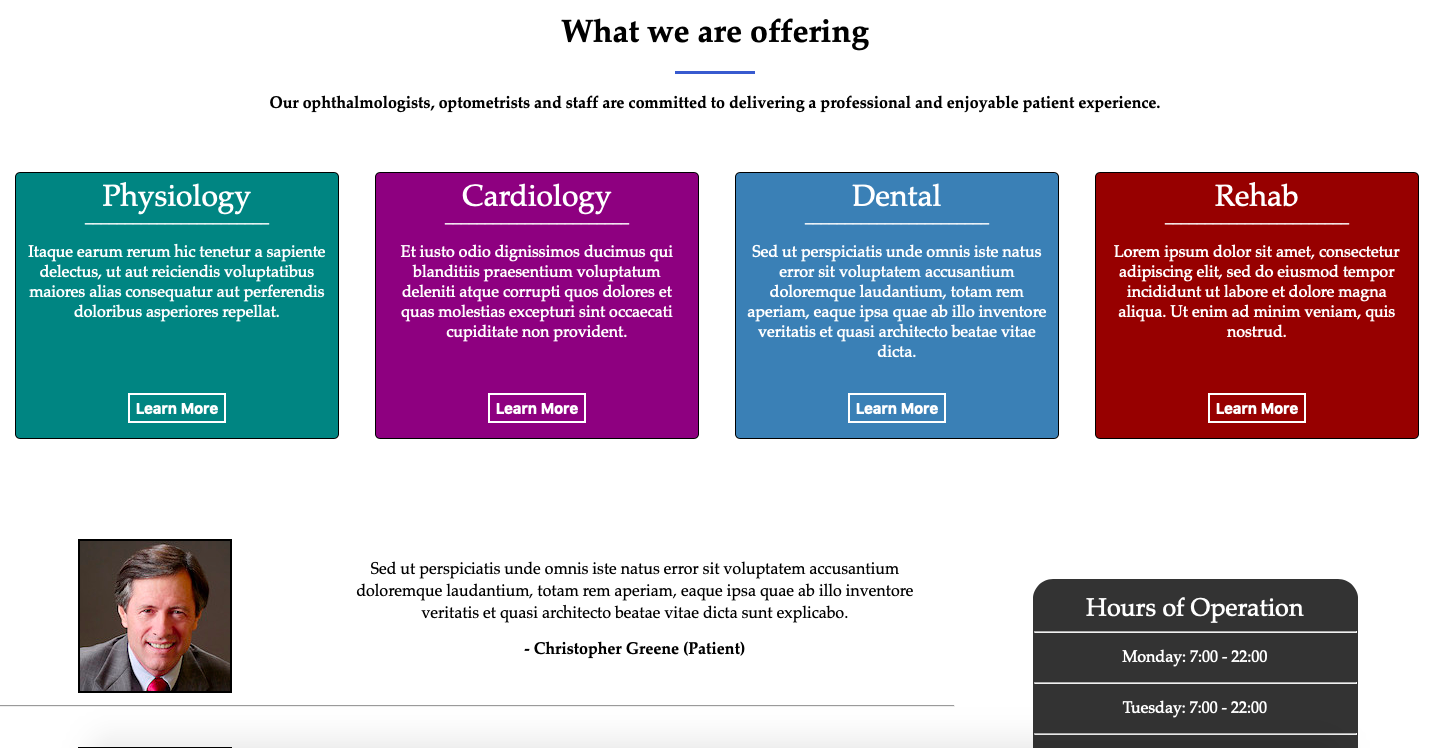 What we are offering
Our ophthalmologists, optometrists and staff are committed to delivering a professional and enjoyable patient experience.
Physiology
Itaque earum rerum hic tenetur a sapiente
delectus, ut aut reiciendis voluptatibus
maiores alias consequatur aut perferendis
doloribus asperiores repellat.
Learn More
Cardiology
Et iusto odio dignissimos ducimus qui
blanditiis praesentium voluptatum
deleniti atque corrupti quos dolores et
quas molestias excepturi sint occaecati
cupiditate non provident.
Learn More
Dental
Sed ut perspiciatis unde omnis iste natus
error sit voluptatem accusantium
doloremque laudantium, totam rem
aperiam, eaque ipsa quae ab illo inventore
veritatis et quasi architecto beatae vitae
dicta.
Learn More
Rehab
Lorem ipsum dolor sit amet, consectetur
adipiscing elit, sed do eiusmod tempor
incididunt ut labore et dolore magna
aliqua. Ut enim ad minim veniam, quis
nostrud.
Learn More
Sed ut perspiciatis unde omnis iste natus error sit voluptatem accusantium
doloremque laudantium, totam rem aperiam, eaque ipsa quae ab illo inventore
veritatis et quasi architecto beatae vitae dicta sunt explicabo.
- Christopher Greene (Patient)
Hours of Operation
Monday: 7:00 - 22:00
Tuesday: 7:00 - 22:00